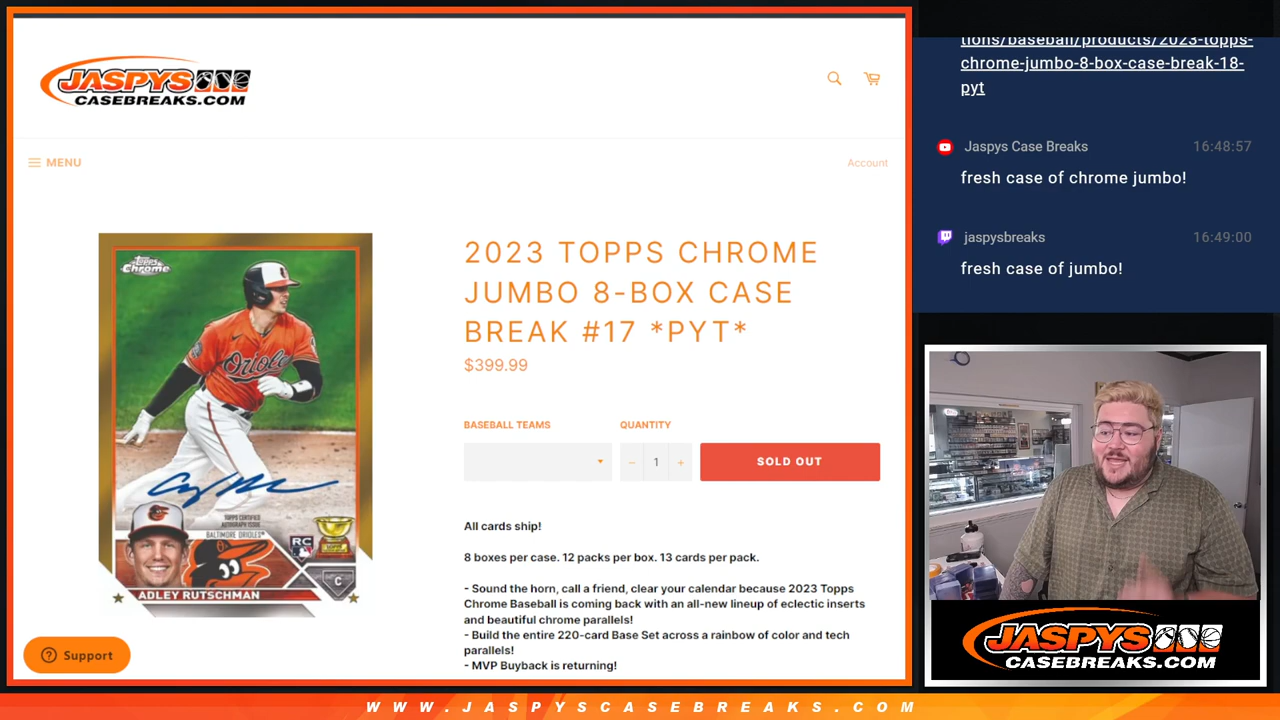 JASPYS
CASEBREAKS.COM
MENU
Account
Topps
Chrome
Orioles
TOPPS CERTIFIED
AUTOGRAPH ISSUE
BALTIMORE ORIOLES
RC
C
ADLEY RUTSCHMAN
2023 TOPPS CHROME
JUMBO 8-BOX CASE
BREAK #17 *PYT*
$399.99
BASEBALL TEAMS
QUANTITY
− 1 +
SOLD OUT
All cards ship!
8 boxes per case. 12 packs per box. 13 cards per pack.
- Sound the horn, call a friend, clear your calendar because 2023 Topps
Chrome Baseball is coming back with an all-new lineup of eclectic inserts
and beautiful chrome parallels!
- Build the entire 220-card Base Set across a rainbow of color and tech
parallels!
- MVP Buyback is returning!
Support
tions/baseball/products/2023-topps-
chrome-jumbo-8-box-case-break-18-
pyt
Jaspys Case Breaks 16:48:57
fresh case of chrome jumbo!
jaspysbreaks 16:49:00
fresh case of jumbo!
JASPYS
CASEBREAKS.COM
WWW.JASPYSCASEBREAKS.COM